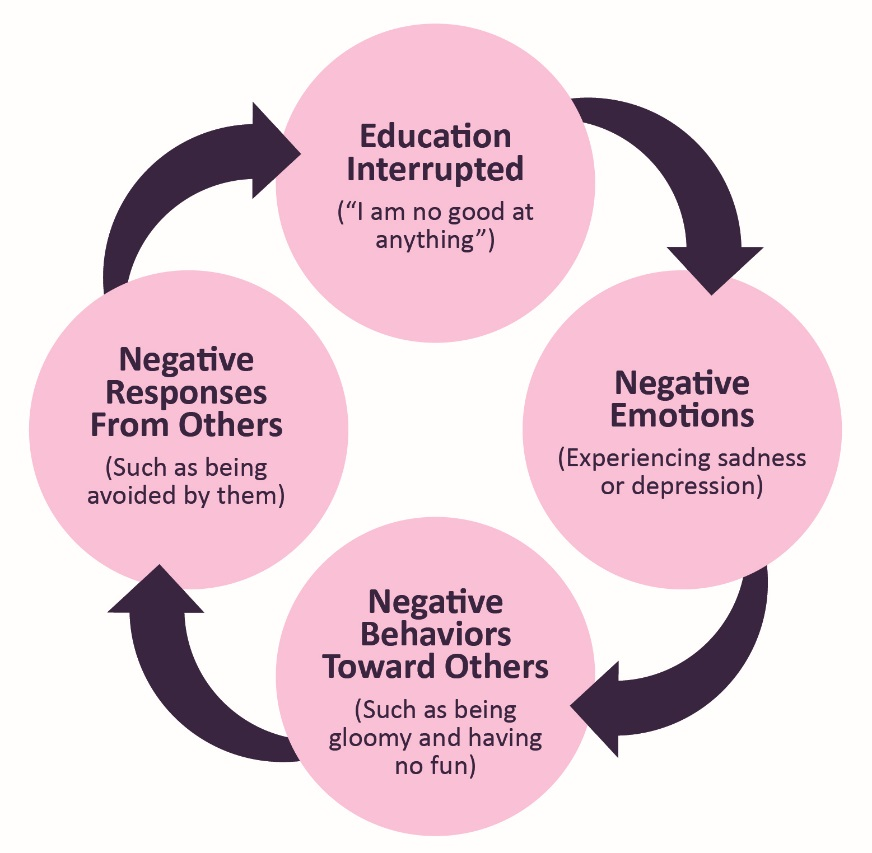 Education
Interrupted
(“I am no good at
anything”)
Negative
Emotions
(Experiencing sadness
or depression)
Negative
Behaviors
Toward Others
(Such as being
gloomy and having
no fun)
Negative
Responses
From Others
(Such as being
avoided by them)